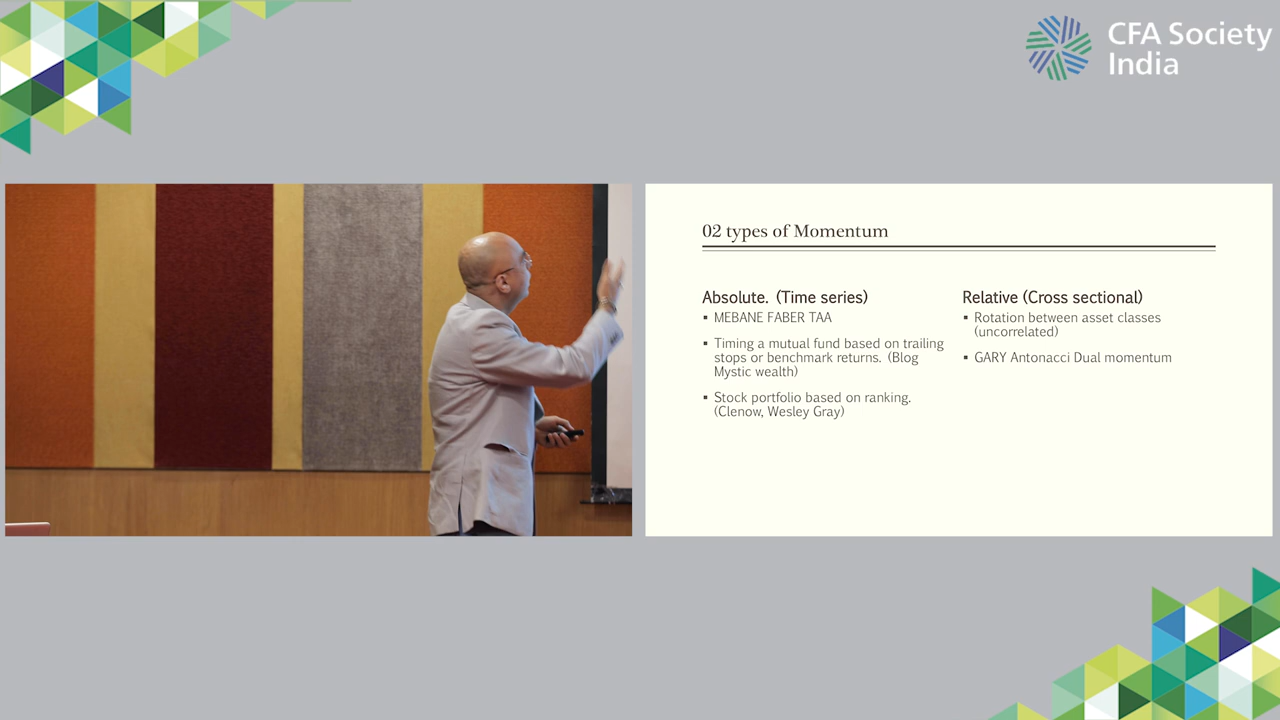 CFA Society
India
02 types of Momentum
Absolute. (Time series)
▪ MEBANE FABER TAA
▪ Timing a mutual fund based on trailing
stops or benchmark returns. (Blog
Mystic wealth)
▪ Stock portfolio based on ranking.
(Clenow, Wesley Gray)
Relative (Cross sectional)
▪ Rotation between asset classes
(uncorrelated)
▪ GARY Antonacci Dual momentum